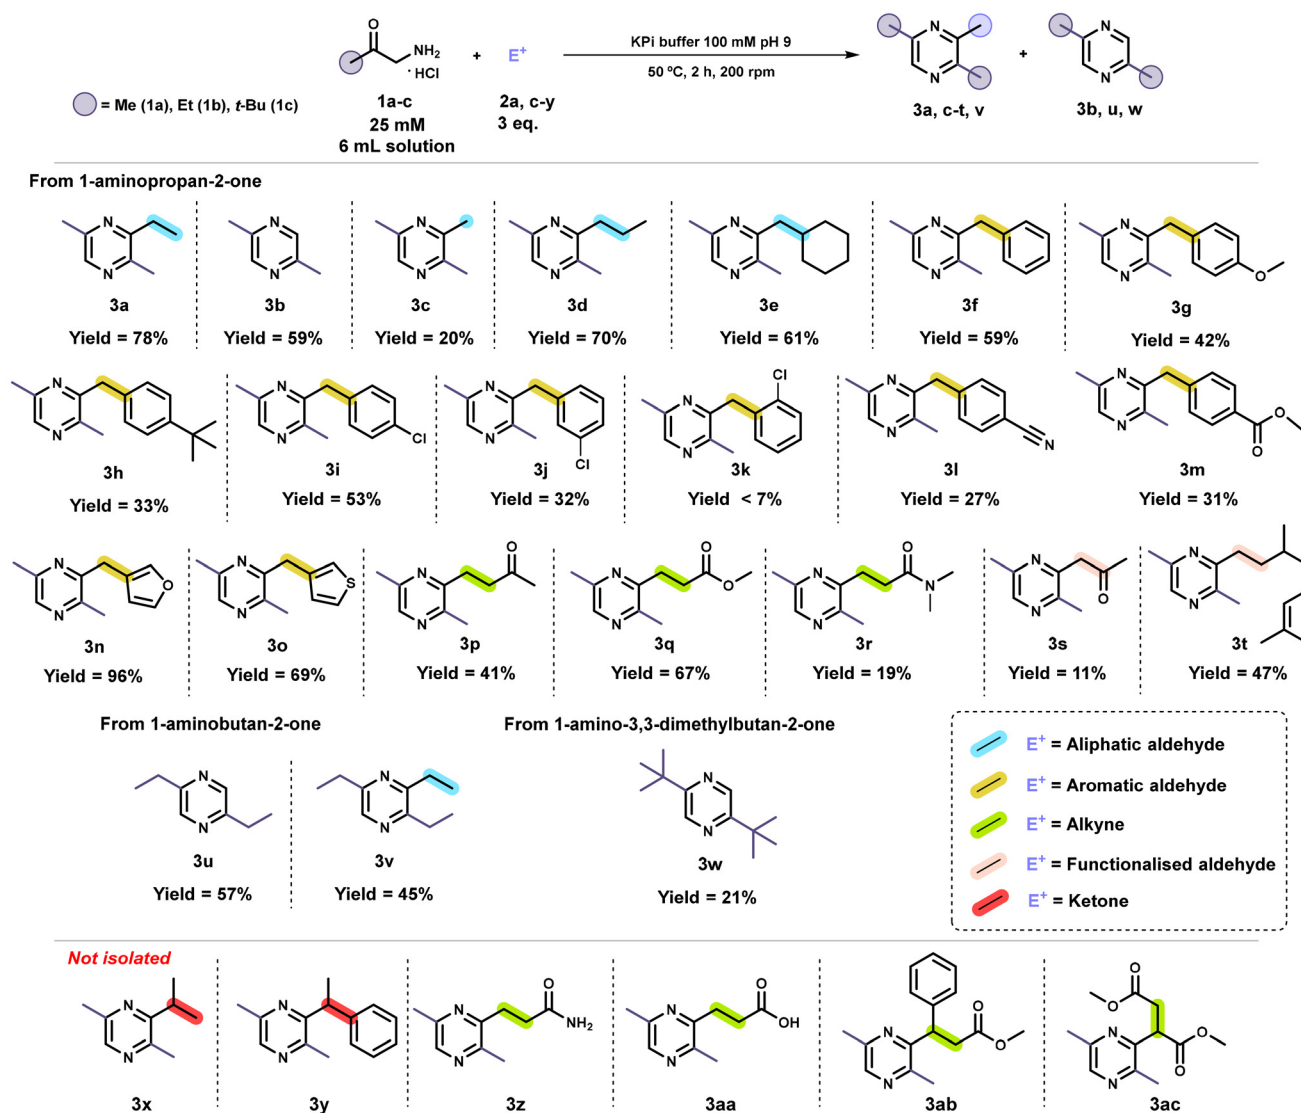 O
NH₂
· HCl
= Me (1a), Et (1b), t-Bu (1c)
1a-c
25 mM
6 mL solution
+
E⁺
2a, c-y
3 eq.
KPi buffer 100 mM pH 9
50 ºC, 2 h, 200 rpm
N
N
3a, c-t, v
+
N
N
3b, u, w
From 1-aminopropan-2-one
N N N N N N N
N N N N N N N O
3a 3b 3c 3d 3e 3f 3g
Yield = 78% Yield = 59% Yield = 20% Yield = 70% Yield = 61% Yield = 59% Yield = 42%
N N N N Cl N N
N N Cl N Cl N N N N O O
3h 3i 3j 3k 3l 3m
Yield = 33% Yield = 53% Yield = 32% Yield < 7% Yield = 27% Yield = 31%
N O N S N O N O O N O N N N
N N N N N N O N
3n 3o 3p 3q 3r 3s 3t
Yield = 96% Yield = 69% Yield = 41% Yield = 67% Yield = 19% Yield = 11% Yield = 47%
From 1-aminobutan-2-one
N N
N N
3u 3v
Yield = 57% Yield = 45%
From 1-amino-3,3-dimethylbutan-2-one
N
N
3w
Yield = 21%
E⁺ = Aliphatic aldehyde
E⁺ = Aromatic aldehyde
E⁺ = Alkyne
E⁺ = Functionalised aldehyde
E⁺ = Ketone
Not isolated
N N N O NH₂ N O OH N O O N O O O O
N N N N N N
3x 3y 3z 3aa 3ab 3ac